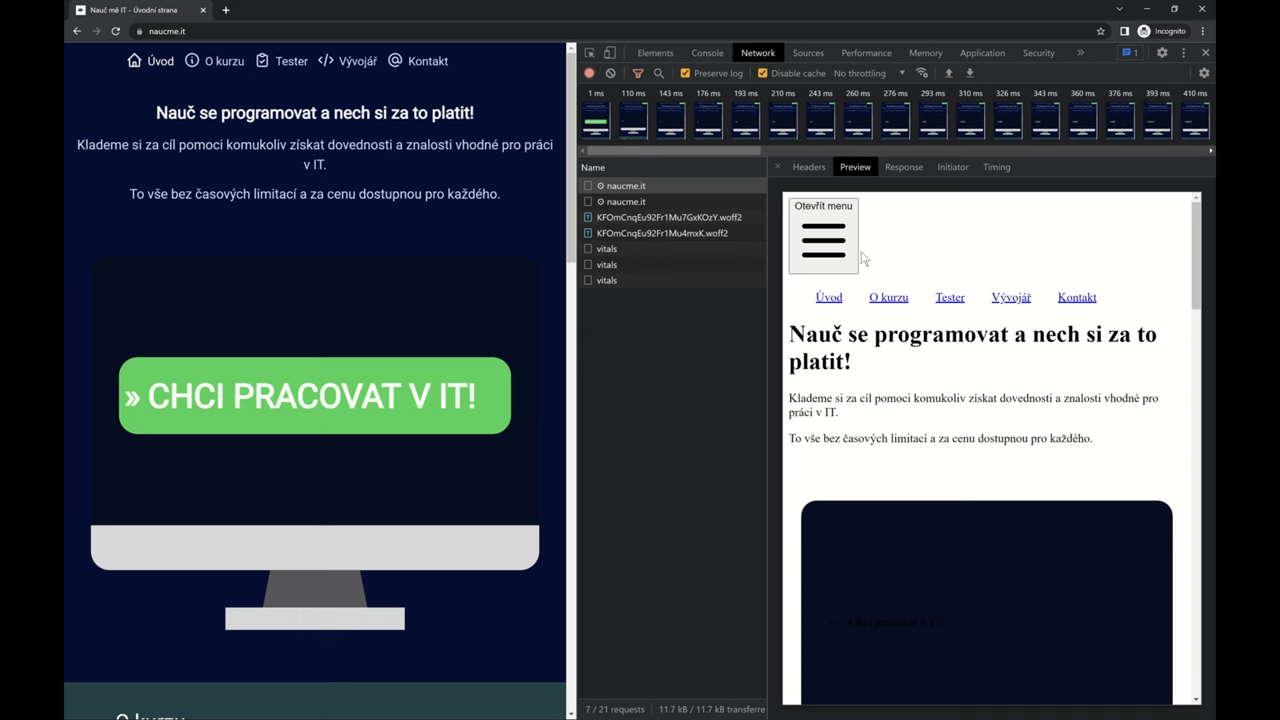 Nauč mě IT - Úvodní strana
naucme.it
Incognito
Úvod
O kurzu
Tester
Vývojář
Kontakt
Nauč se programovat a nech si za to platit!
Klademe si za cíl pomoci komukoliv získat dovednosti a znalosti vhodné pro práci
v IT.
To vše bez časových limitací a za cenu dostupnou pro každého.
» CHCI PRACOVAT V IT!
O kurzu
Elements
Console
Network
Sources
Performance
Memory
Application
Security
»
1
Preserve log
Disable cache
No throttling
1 ms
110 ms
143 ms
176 ms
193 ms
210 ms
243 ms
260 ms
276 ms
293 ms
310 ms
326 ms
343 ms
360 ms
376 ms
393 ms
410 ms
Name
naucme.it
naucme.it
KFOmCnqEu92Fr1Mu7GxKOzY.woff2
KFOmCnqEu92Fr1Mu4mxK.woff2
vitals
vitals
vitals
7 / 21 requests
11.7 kB / 11.7 kB transferre
Headers
Preview
Response
Initiator
Timing
Otevřít menu
Úvod
O kurzu
Tester
Vývojář
Kontakt
Nauč se programovat a nech si za to
platit!
Klademe si za cíl pomoci komukoliv získat dovednosti a znalosti vhodné pro
práci v IT.
To vše bez časových limitací a za cenu dostupnou pro každého.
Chci pracovat v IT!